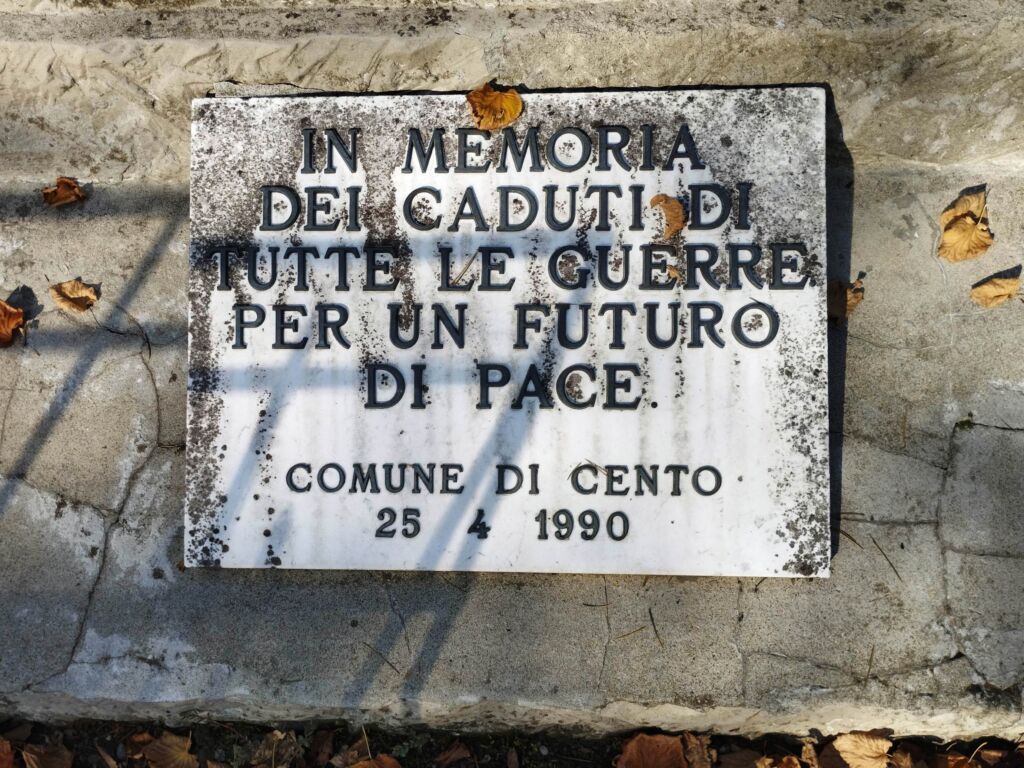 IN MEMORIA
DEI CADUTI DI
TUTTE LE GUERRE
PER UN FUTURO
DI PACE.
COMUNE DI CENTO
25 4 1990